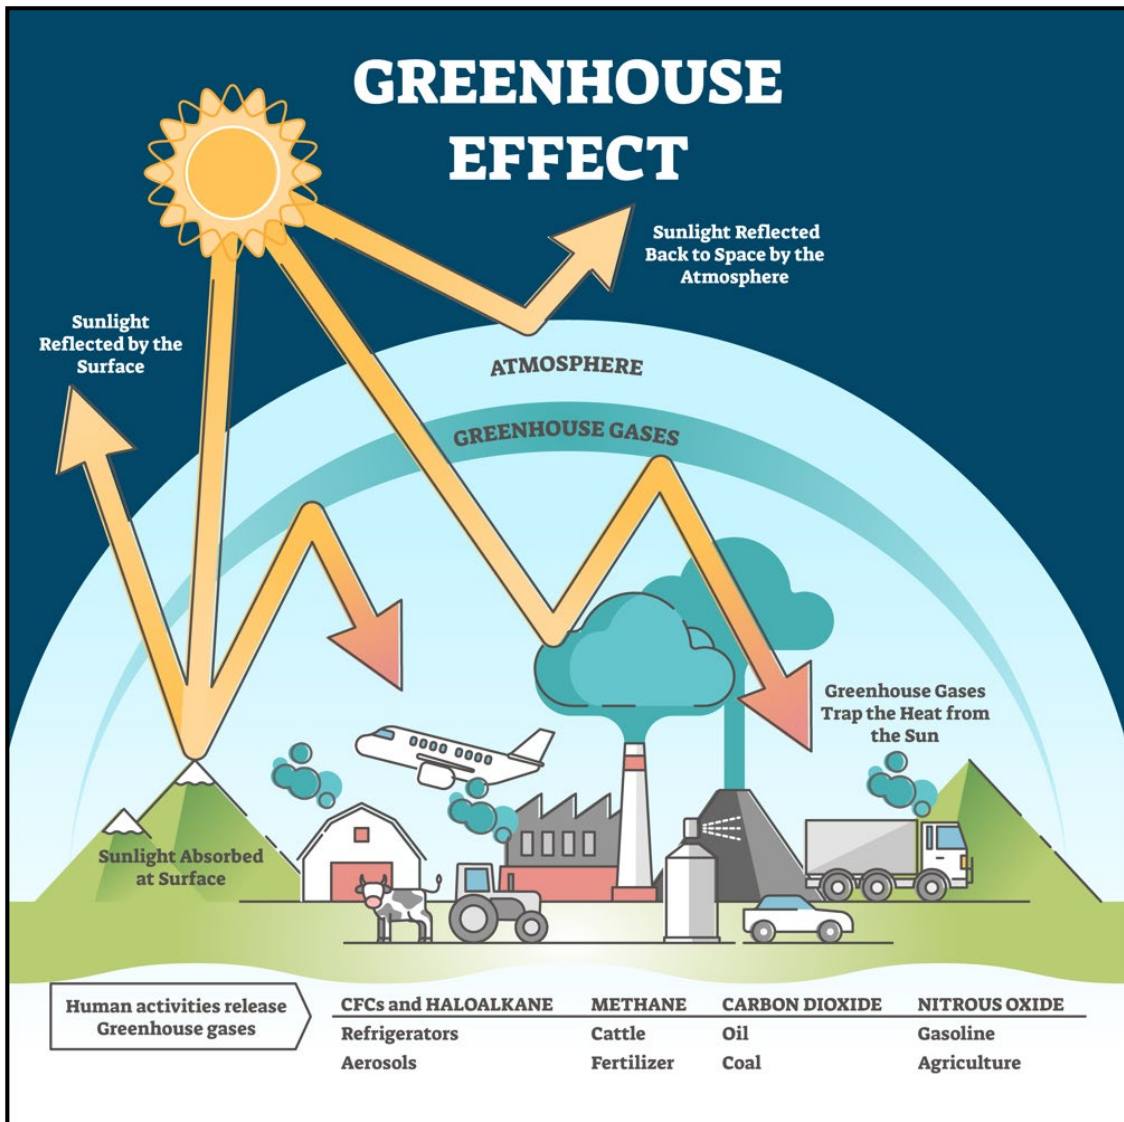 GREENHOUSE
EFFECT
Sunlight Reflected
Back to Space by the
Atmosphere
Sunlight
Reflected by the
Surface
ATMOSPHERE
GREENHOUSE GASES
Greenhouse Gases
Trap the Heat from
the Sun
Sunlight Absorbed
at Surface
Human activities release
Greenhouse gases
CFCs and HALOALKANE METHANE CARBON DIOXIDE NITROUS OXIDE
Refrigerators Cattle Oil Gasoline
Aerosols Fertilizer Coal Agriculture